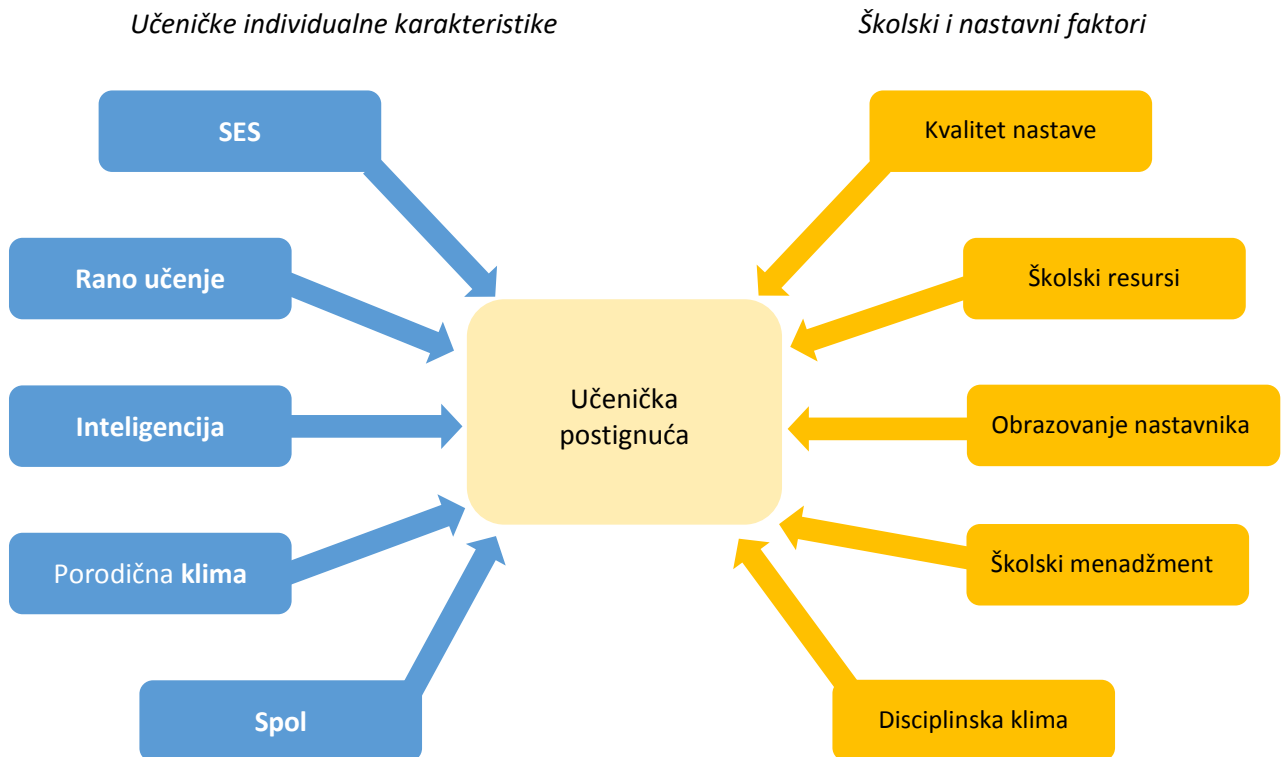 Učeničke individualne karakteristike
Školski i nastavni faktori
SES
Rano učenje
Inteligencija
Porodična klima
Spol
Učenička
postignuća
Kvalitet nastave
Školski resursi
Obrazovanje nastavnika
Školski menadžment
Disciplinska klima